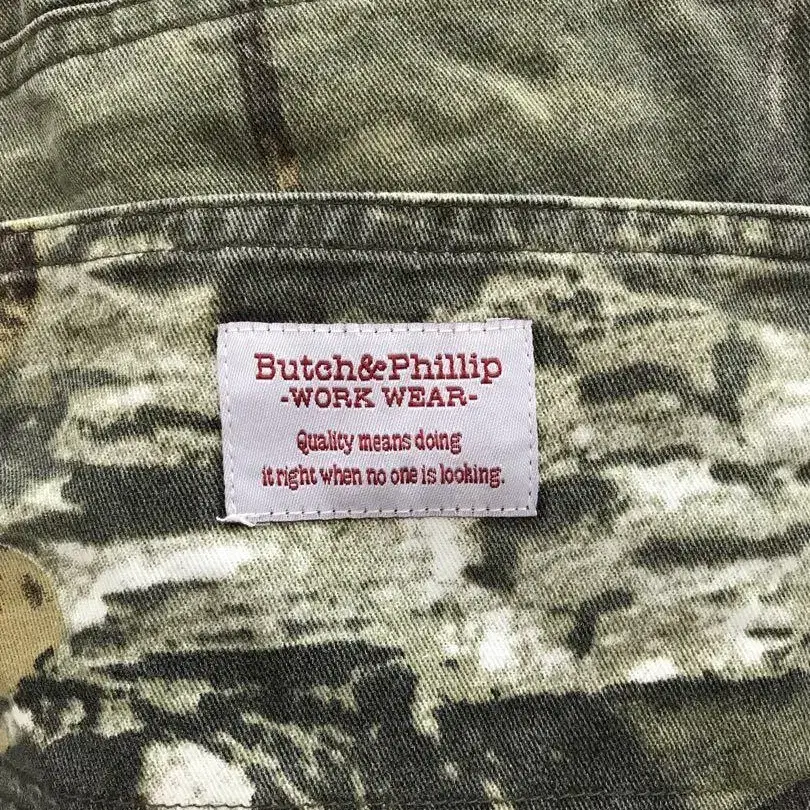 Butch&Phillip
-WORK WEAR-
Quality means doing
it right when no one is looking.